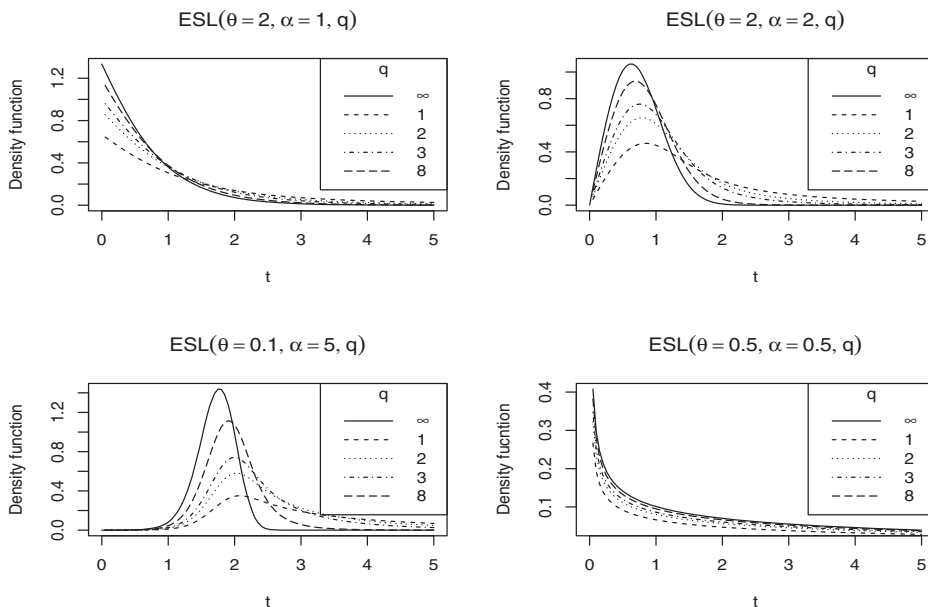 ESL(θ = 2, α = 1, q)
Density function
0.0 0.4 0.8 1.2
q
∞
1
2
3
8
0 1 2 3 4 5
t
ESL(θ = 2, α = 2, q)
Density function
0.0 0.4 0.8
q
∞
1
2
3
8
0 1 2 3 4 5
t
ESL(θ = 0.1, α = 5, q)
Density function
0.0 0.4 0.8 1.2
q
∞
1
2
3
8
0 1 2 3 4 5
t
ESL(θ = 0.5, α = 0.5, q)
Density fucntion
0.1 0.2 0.3 0.4
q
∞
1
2
3
8
0 1 2 3 4 5
t